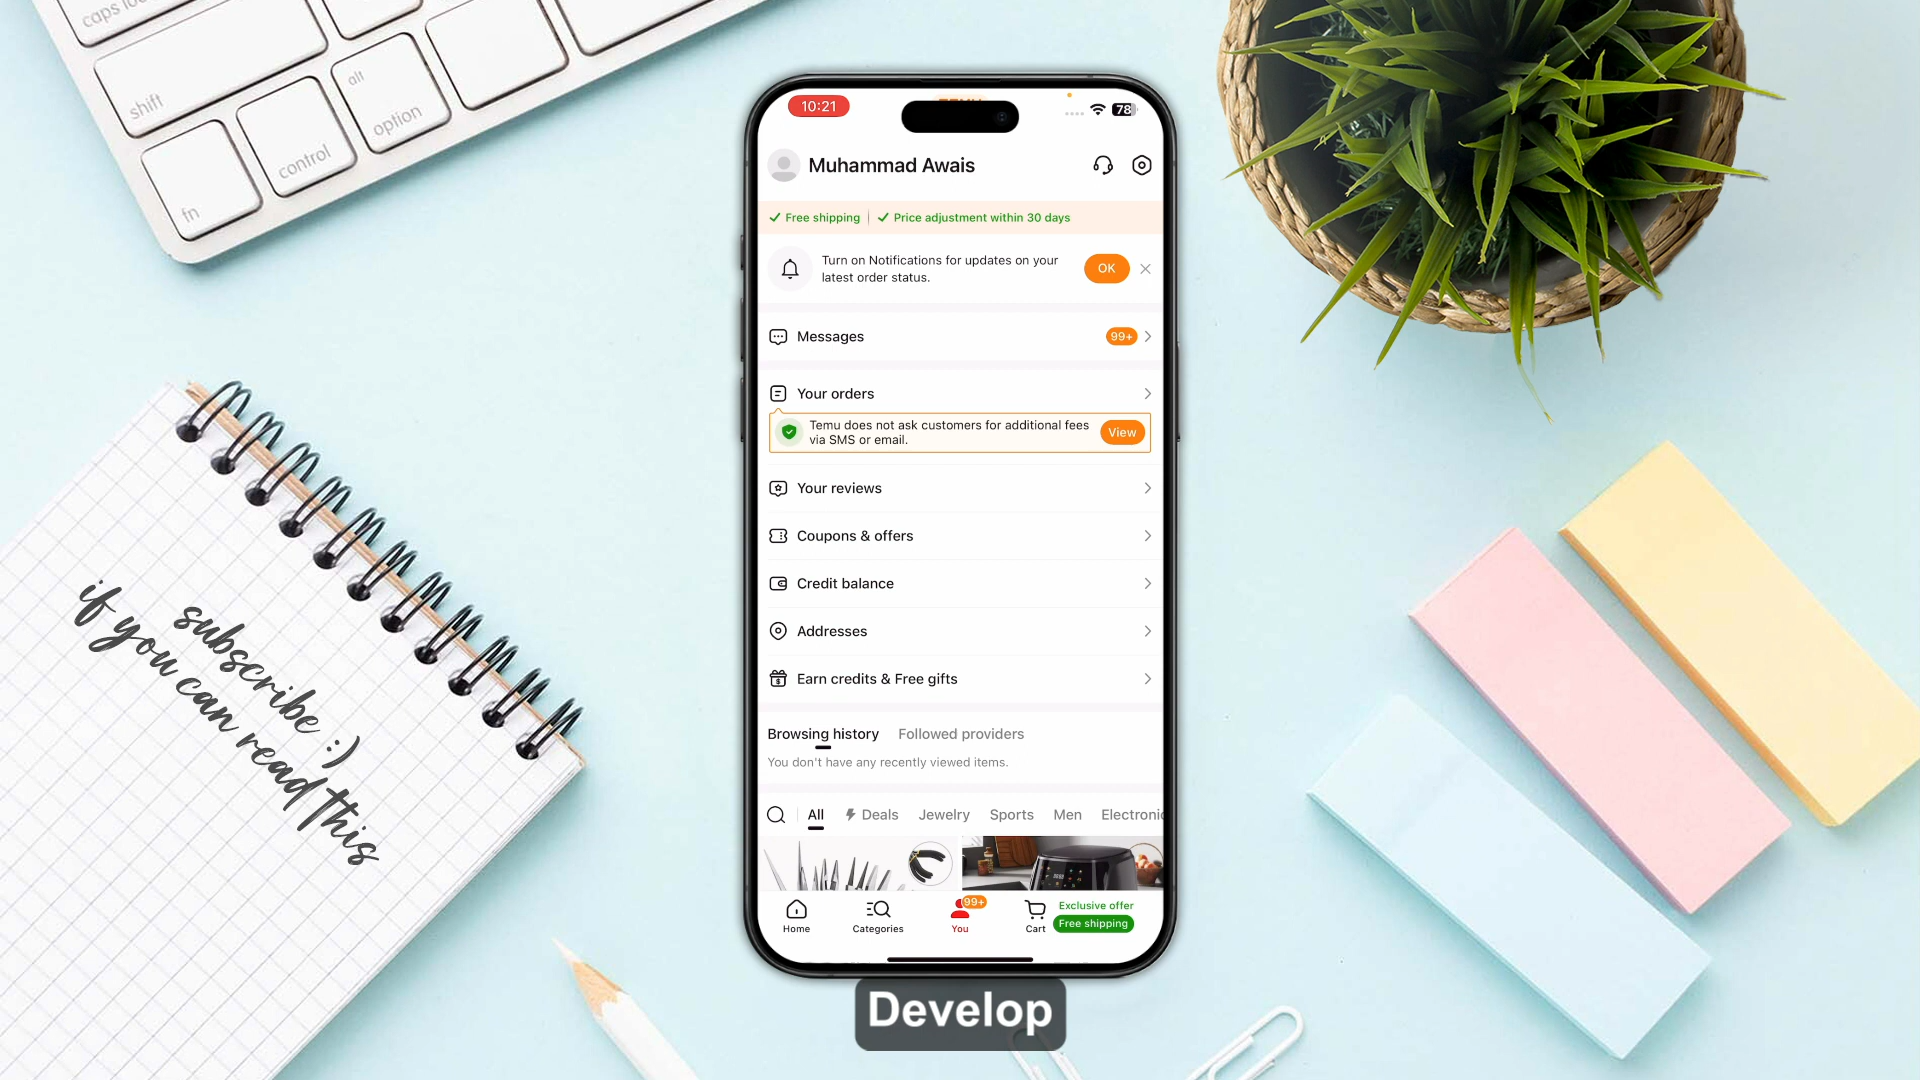 caps lo
shift
alt
option
control
fn
10:21
78
Muhammad Awais
Free shipping
Price adjustment within 30 days
Turn on Notifications for updates on your
latest order status.
OK
Messages
99+
Your orders
Temu does not ask customers for additional fees
via SMS or email.
View
Your reviews
Coupons & offers
Credit balance
Addresses
Earn credits & Free gifts
Browsing history
Followed providers
You don't have any recently viewed items.
All
Deals
Jewelry
Sports
Men
Electronic
Home
Categories
99+
You
Cart
Exclusive offer
Free shipping
subscribe :)
if you can read this
Develop